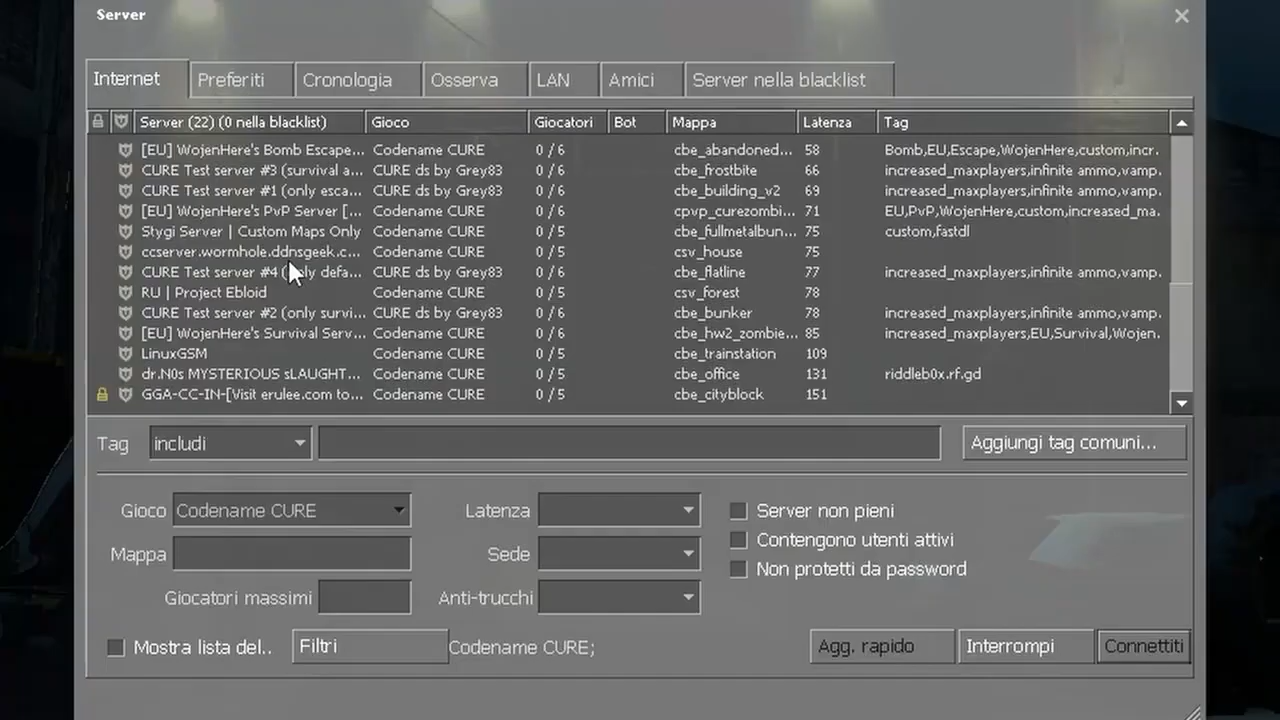 Server
Internet Preferiti Cronologia Osserva LAN Amici Server nella blacklist
Server (22) (0 nella blacklist) Gioco Giocatori Bot Mappa Latenza Tag
[EU] WojenHere's Bomb Escape... Codename CURE 0 / 6 cbe_abandoned... 58 Bomb,EU,Escape,WojenHere,custom,incr.
CURE Test server #3 (survival a... CURE ds by Grey83 0 / 6 cbe_frostbite 66 increased_maxplayers,infinite ammo,vamp.
CURE Test server #1 (only esca... CURE ds by Grey83 0 / 6 cbe_building_v2 69 increased_maxplayers,infinite ammo,vamp.
[EU] WojenHere's PvP Server [... Codename CURE 0 / 6 cpvp_curezombi... 71 EU,PvP,WojenHere,custom,increased_ma.
Stygi Server | Custom Maps Only Codename CURE 0 / 5 cbe_fullmetalbun... 75 custom,fastdl
ccserver.wormhole.ddnsgeek.c... Codename CURE 0 / 5 csv_house 75
CURE Test server #4 (only defa... CURE ds by Grey83 0 / 6 cbe_flatline 77 increased_maxplayers,infinite ammo,vamp.
RU | Project Ebloid Codename CURE 0 / 5 csv_forest 78
CURE Test server #2 (only survi... CURE ds by Grey83 0 / 6 cbe_bunker 78 increased_maxplayers,infinite ammo,vamp.
[EU] WojenHere's Survival Serv... Codename CURE 0 / 6 cbe_hw2_zombie... 85 increased_maxplayers,EU,Survival,Wojen.
LinuxGSM Codename CURE 0 / 5 cbe_trainstation 109
dr.N0s MYSTERIOUS sLAUGHT... Codename CURE 0 / 5 cbe_office 131 riddleb0x.rf.gd
GGA-CC-IN-[Visit erulee.com to... Codename CURE 0 / 5 cbe_cityblock 151
Tag includi Aggiungi tag comuni...
Gioco Codename CURE Latenza Server non pieni
Mappa Sede Contengono utenti attivi
Giocatori massimi Anti-trucchi Non protetti da password
Mostra lista del.. Filtri Codename CURE; Agg. rapido Interrompi Connettiti